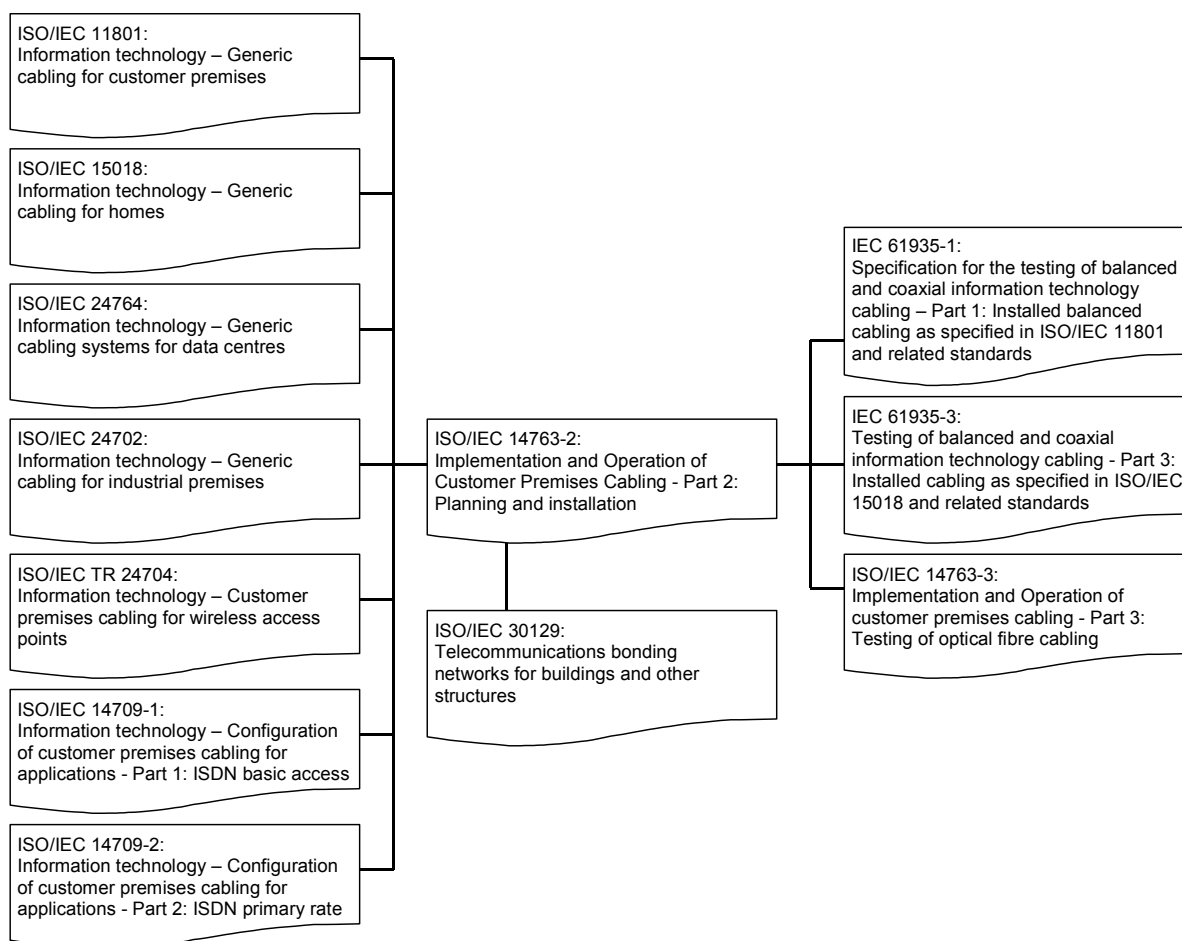 ISO/IEC 11801:
Information technology – Generic
cabling for customer premises
ISO/IEC 15018:
Information technology – Generic
cabling for homes
ISO/IEC 24764:
Information technology – Generic
cabling systems for data centres
ISO/IEC 24702:
Information technology – Generic
cabling for industrial premises
ISO/IEC TR 24704:
Information technology – Customer
premises cabling for wireless access
points
ISO/IEC 14709-1:
Information technology – Configuration
of customer premises cabling for
applications - Part 1: ISDN basic access
ISO/IEC 14709-2:
Information technology – Configuration
of customer premises cabling for
applications - Part 2: ISDN primary rate
ISO/IEC 14763-2:
Implementation and Operation of
Customer Premises Cabling - Part 2:
Planning and installation
ISO/IEC 30129:
Telecommunications bonding
networks for buildings and other
structures
IEC 61935-1:
Specification for the testing of balanced
and coaxial information technology
cabling – Part 1: Installed balanced
cabling as specified in ISO/IEC 11801
and related standards
IEC 61935-3:
Testing of balanced and coaxial
information technology cabling - Part 3:
Installed cabling as specified in ISO/IEC
15018 and related standards
ISO/IEC 14763-3:
Implementation and Operation of
customer premises cabling - Part 3:
Testing of optical fibre cabling